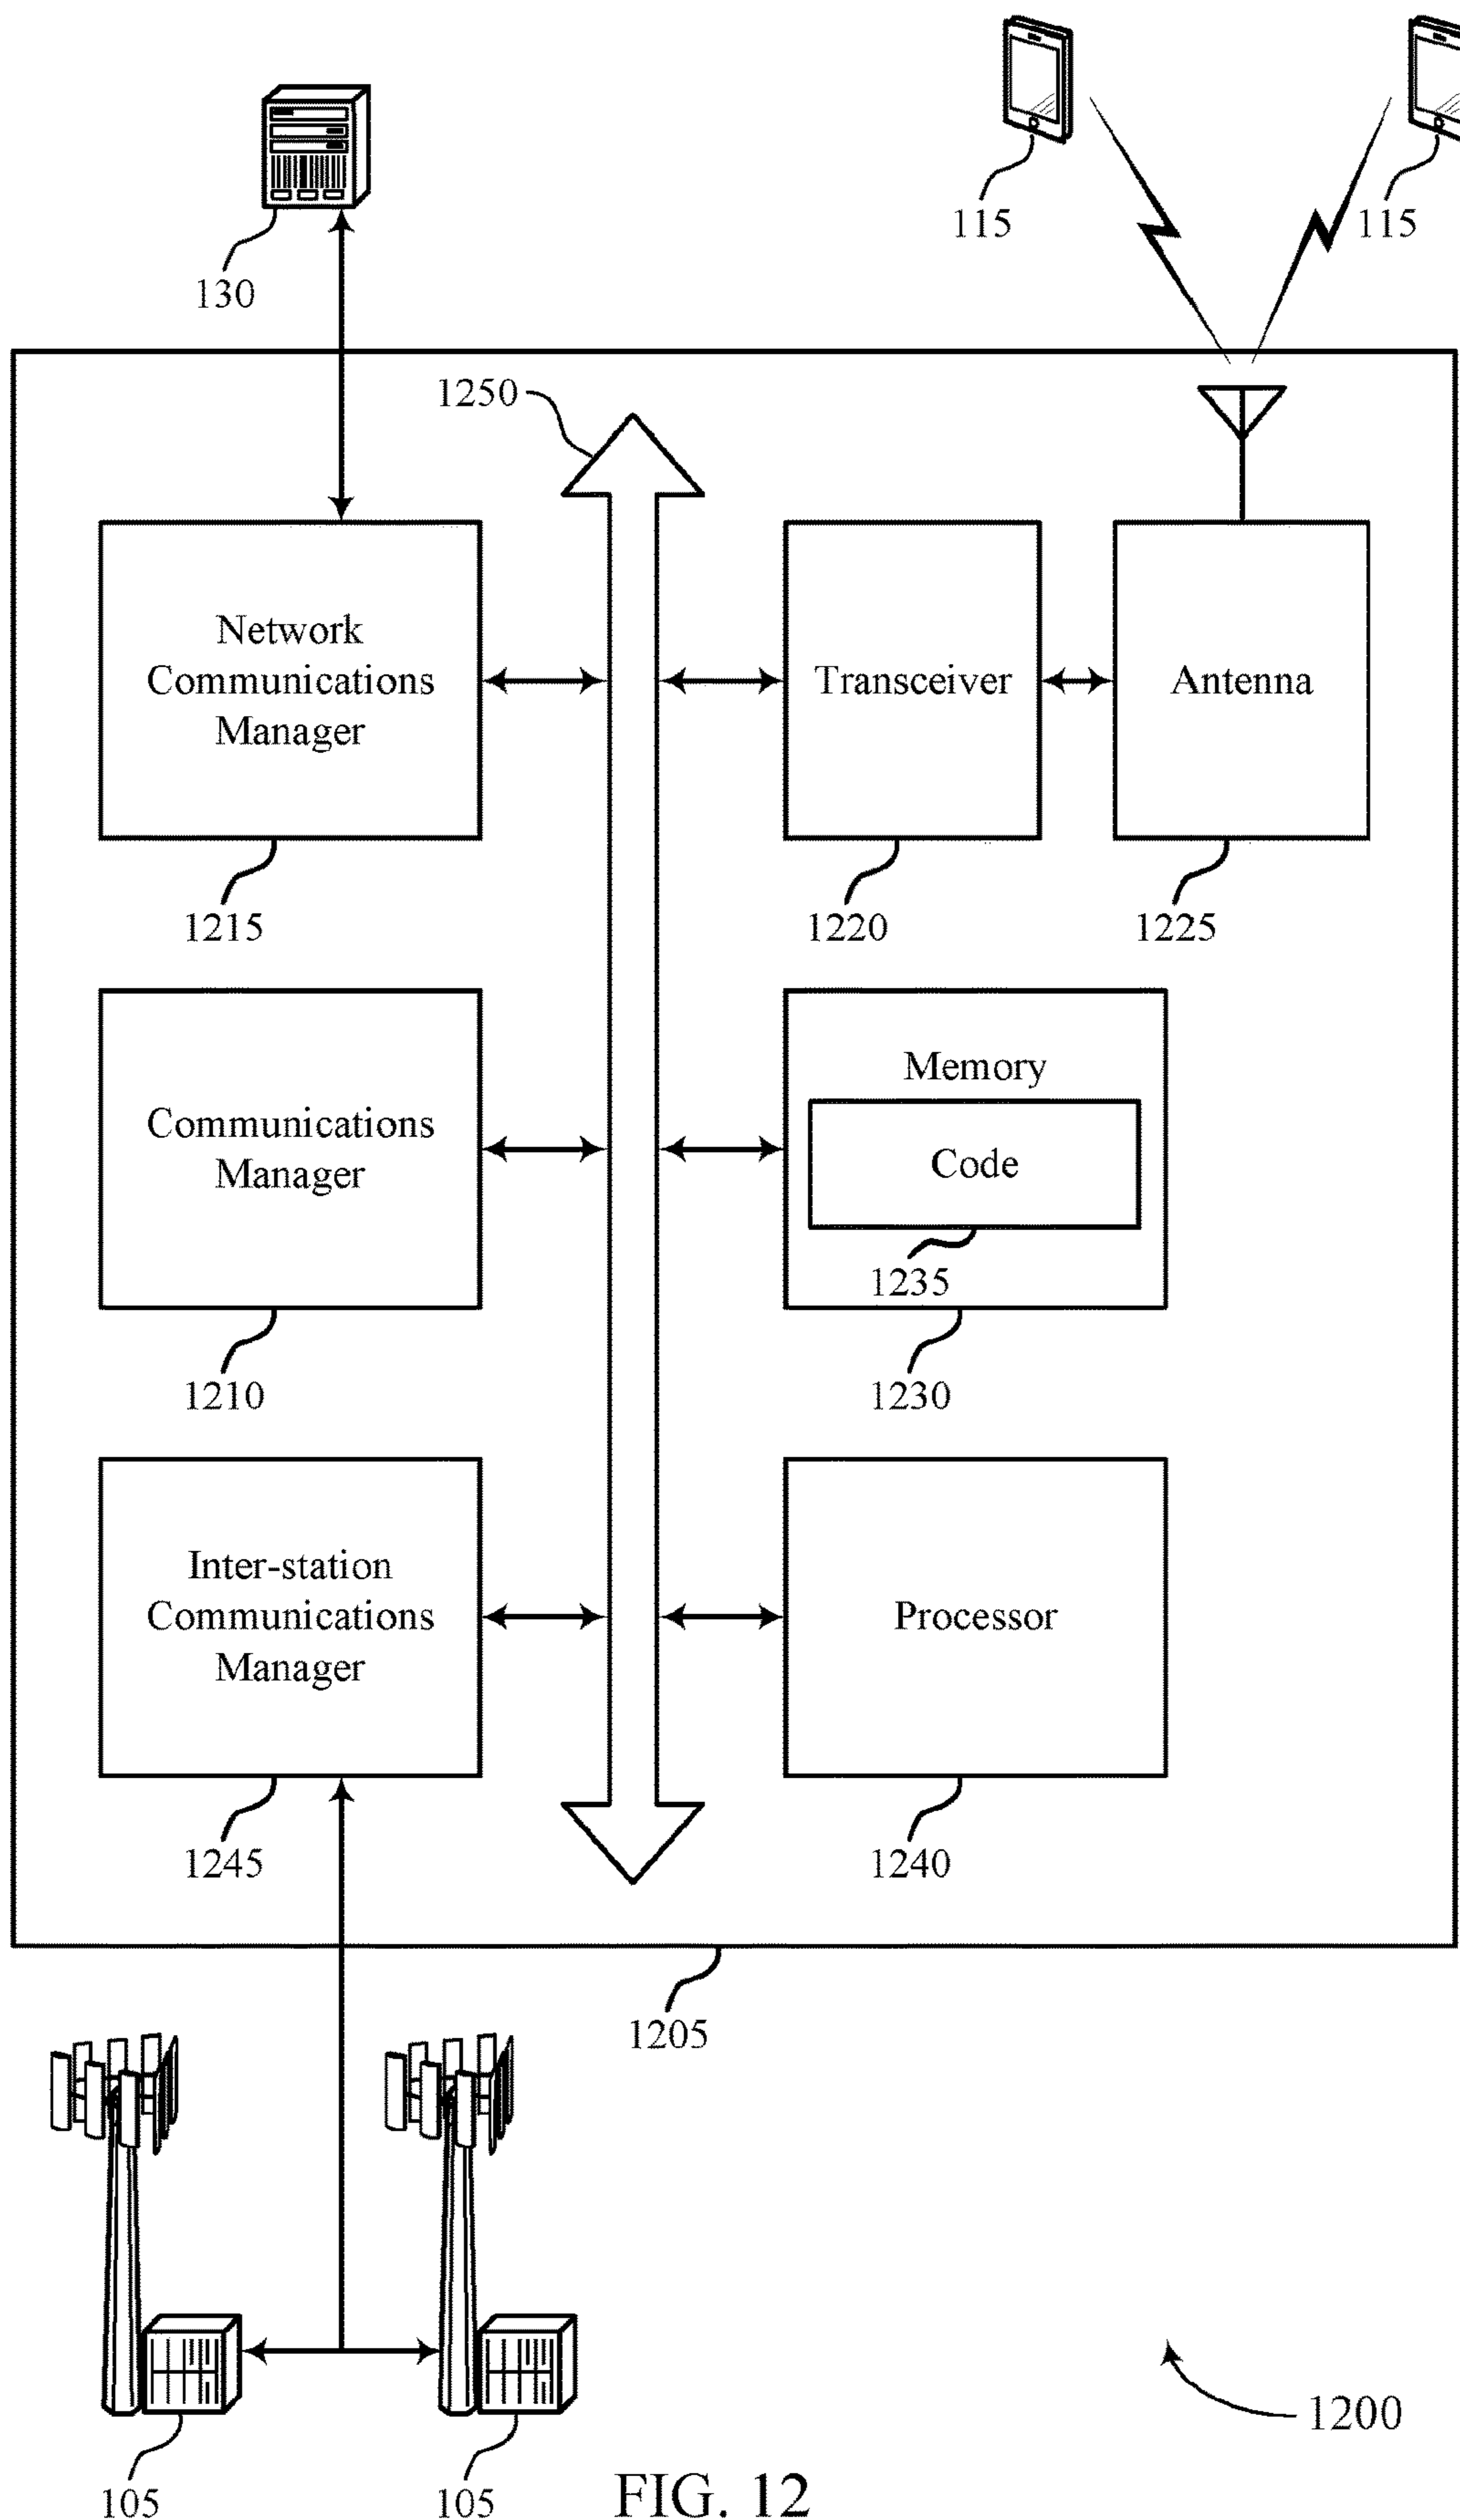 115
115
130
1250
Network
Communications
Manager
Transceiver
Antenna
1215
1220
1225
Communications
Manager
Memory
Code
1235
1210
1230
Inter-station
Communications
Manager
Processor
1245
1240
1205
1200
105
105
FIG. 12